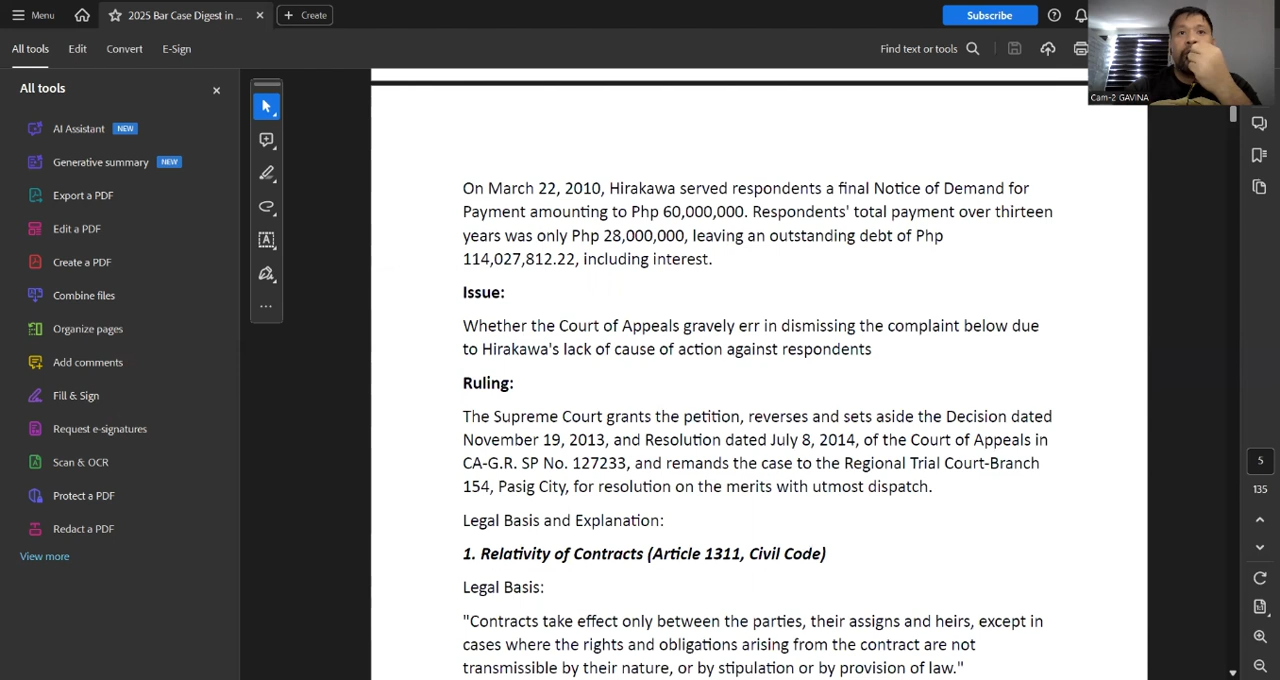 Menu
2025 Bar Case Digest in ...
Create
Subscribe
All tools
Edit
Convert
E-Sign
Find text or tools
Cam-2 GAVINA
All tools
AI Assistant NEW
Generative summary NEW
Export a PDF
Edit a PDF
Create a PDF
Combine files
Organize pages
Add comments
Fill & Sign
Request e-signatures
Scan & OCR
Protect a PDF
Redact a PDF
View more
On March 22, 2010, Hirakawa served respondents a final Notice of Demand for
Payment amounting to Php 60,000,000. Respondents' total payment over thirteen
years was only Php 28,000,000, leaving an outstanding debt of Php
114,027,812.22, including interest.
Issue:
Whether the Court of Appeals gravely err in dismissing the complaint below due
to Hirakawa's lack of cause of action against respondents
Ruling:
The Supreme Court grants the petition, reverses and sets aside the Decision dated
November 19, 2013, and Resolution dated July 8, 2014, of the Court of Appeals in
CA-G.R. SP No. 127233, and remands the case to the Regional Trial Court-Branch
154, Pasig City, for resolution on the merits with utmost dispatch.
Legal Basis and Explanation:
1. Relativity of Contracts (Article 1311, Civil Code)
Legal Basis:
"Contracts take effect only between the parties, their assigns and heirs, except in
cases where the rights and obligations arising from the contract are not
transmissible by their nature, or by stipulation or by provision of law."
5
135